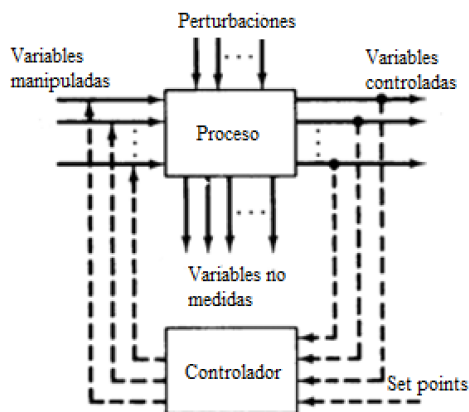 Perturbaciones
Variables
manipuladas
Variables
controladas
Proceso
Variables no
medidas
Controlador
Set points